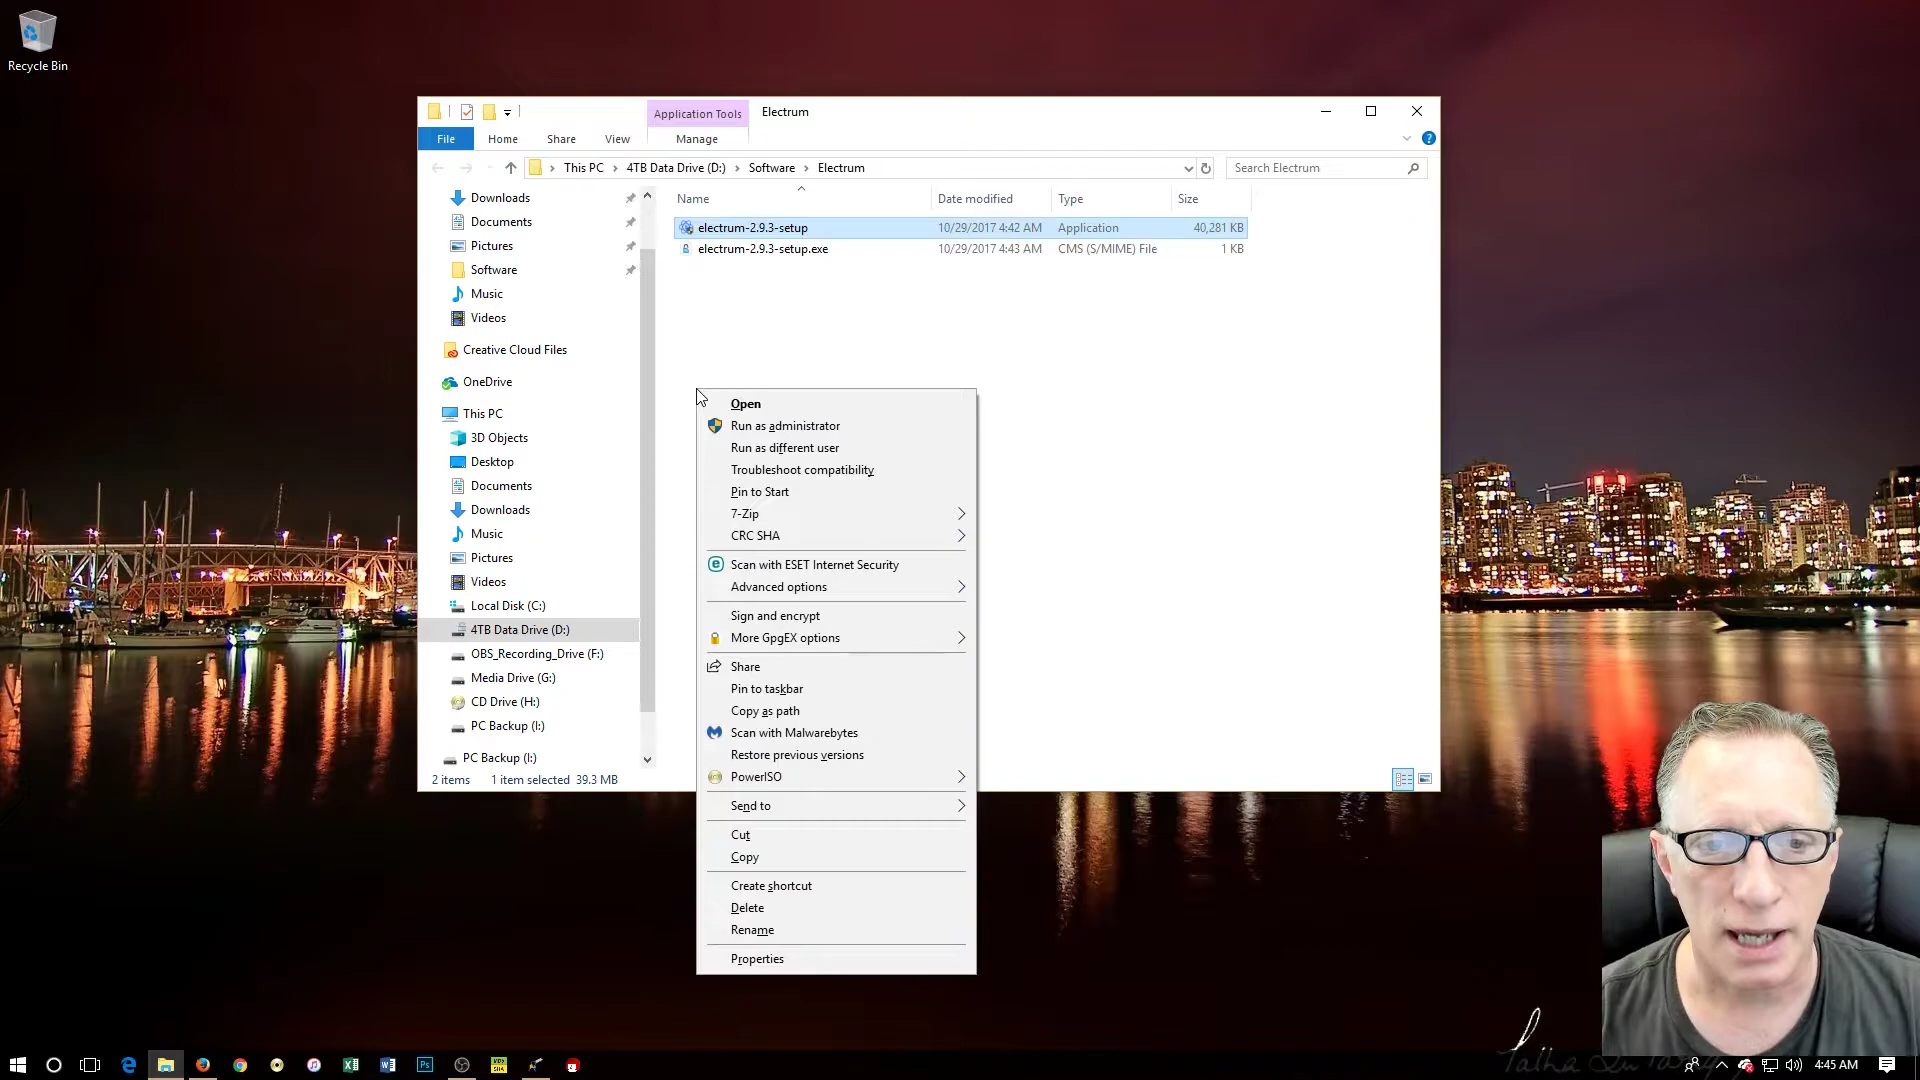 Recycle Bin
Application Tools
Electrum
File
Home
Share
View
Manage
This PC
4TB Data Drive (D:)
Software
Electrum
Search Electrum
Name
Date modified
Type
Size
electrum-2.9.3-setup
10/29/2017 4:42 AM
Application
40,281 KB
electrum-2.9.3-setup.exe
10/29/2017 4:43 AM
CMS (S/MIME) File
1 KB
Downloads
Documents
Pictures
Software
Music
Videos
Creative Cloud Files
OneDrive
This PC
3D Objects
Desktop
Documents
Downloads
Music
Pictures
Videos
Local Disk (C:)
4TB Data Drive (D:)
OBS_Recording_Drive (F:)
Media Drive (G:)
CD Drive (H:)
PC Backup (I:)
PC Backup (I:)
2 items
1 item selected 39.3 MB
Open
Run as administrator
Run as different user
Troubleshoot compatibility
Pin to Start
7-Zip
CRC SHA
Scan with ESET Internet Security
Advanced options
Sign and encrypt
More GpgEX options
Share
Pin to taskbar
Copy as path
Scan with Malwarebytes
Restore previous versions
PowerISO
Send to
Cut
Copy
Create shortcut
Delete
Rename
Properties
4:45 AM